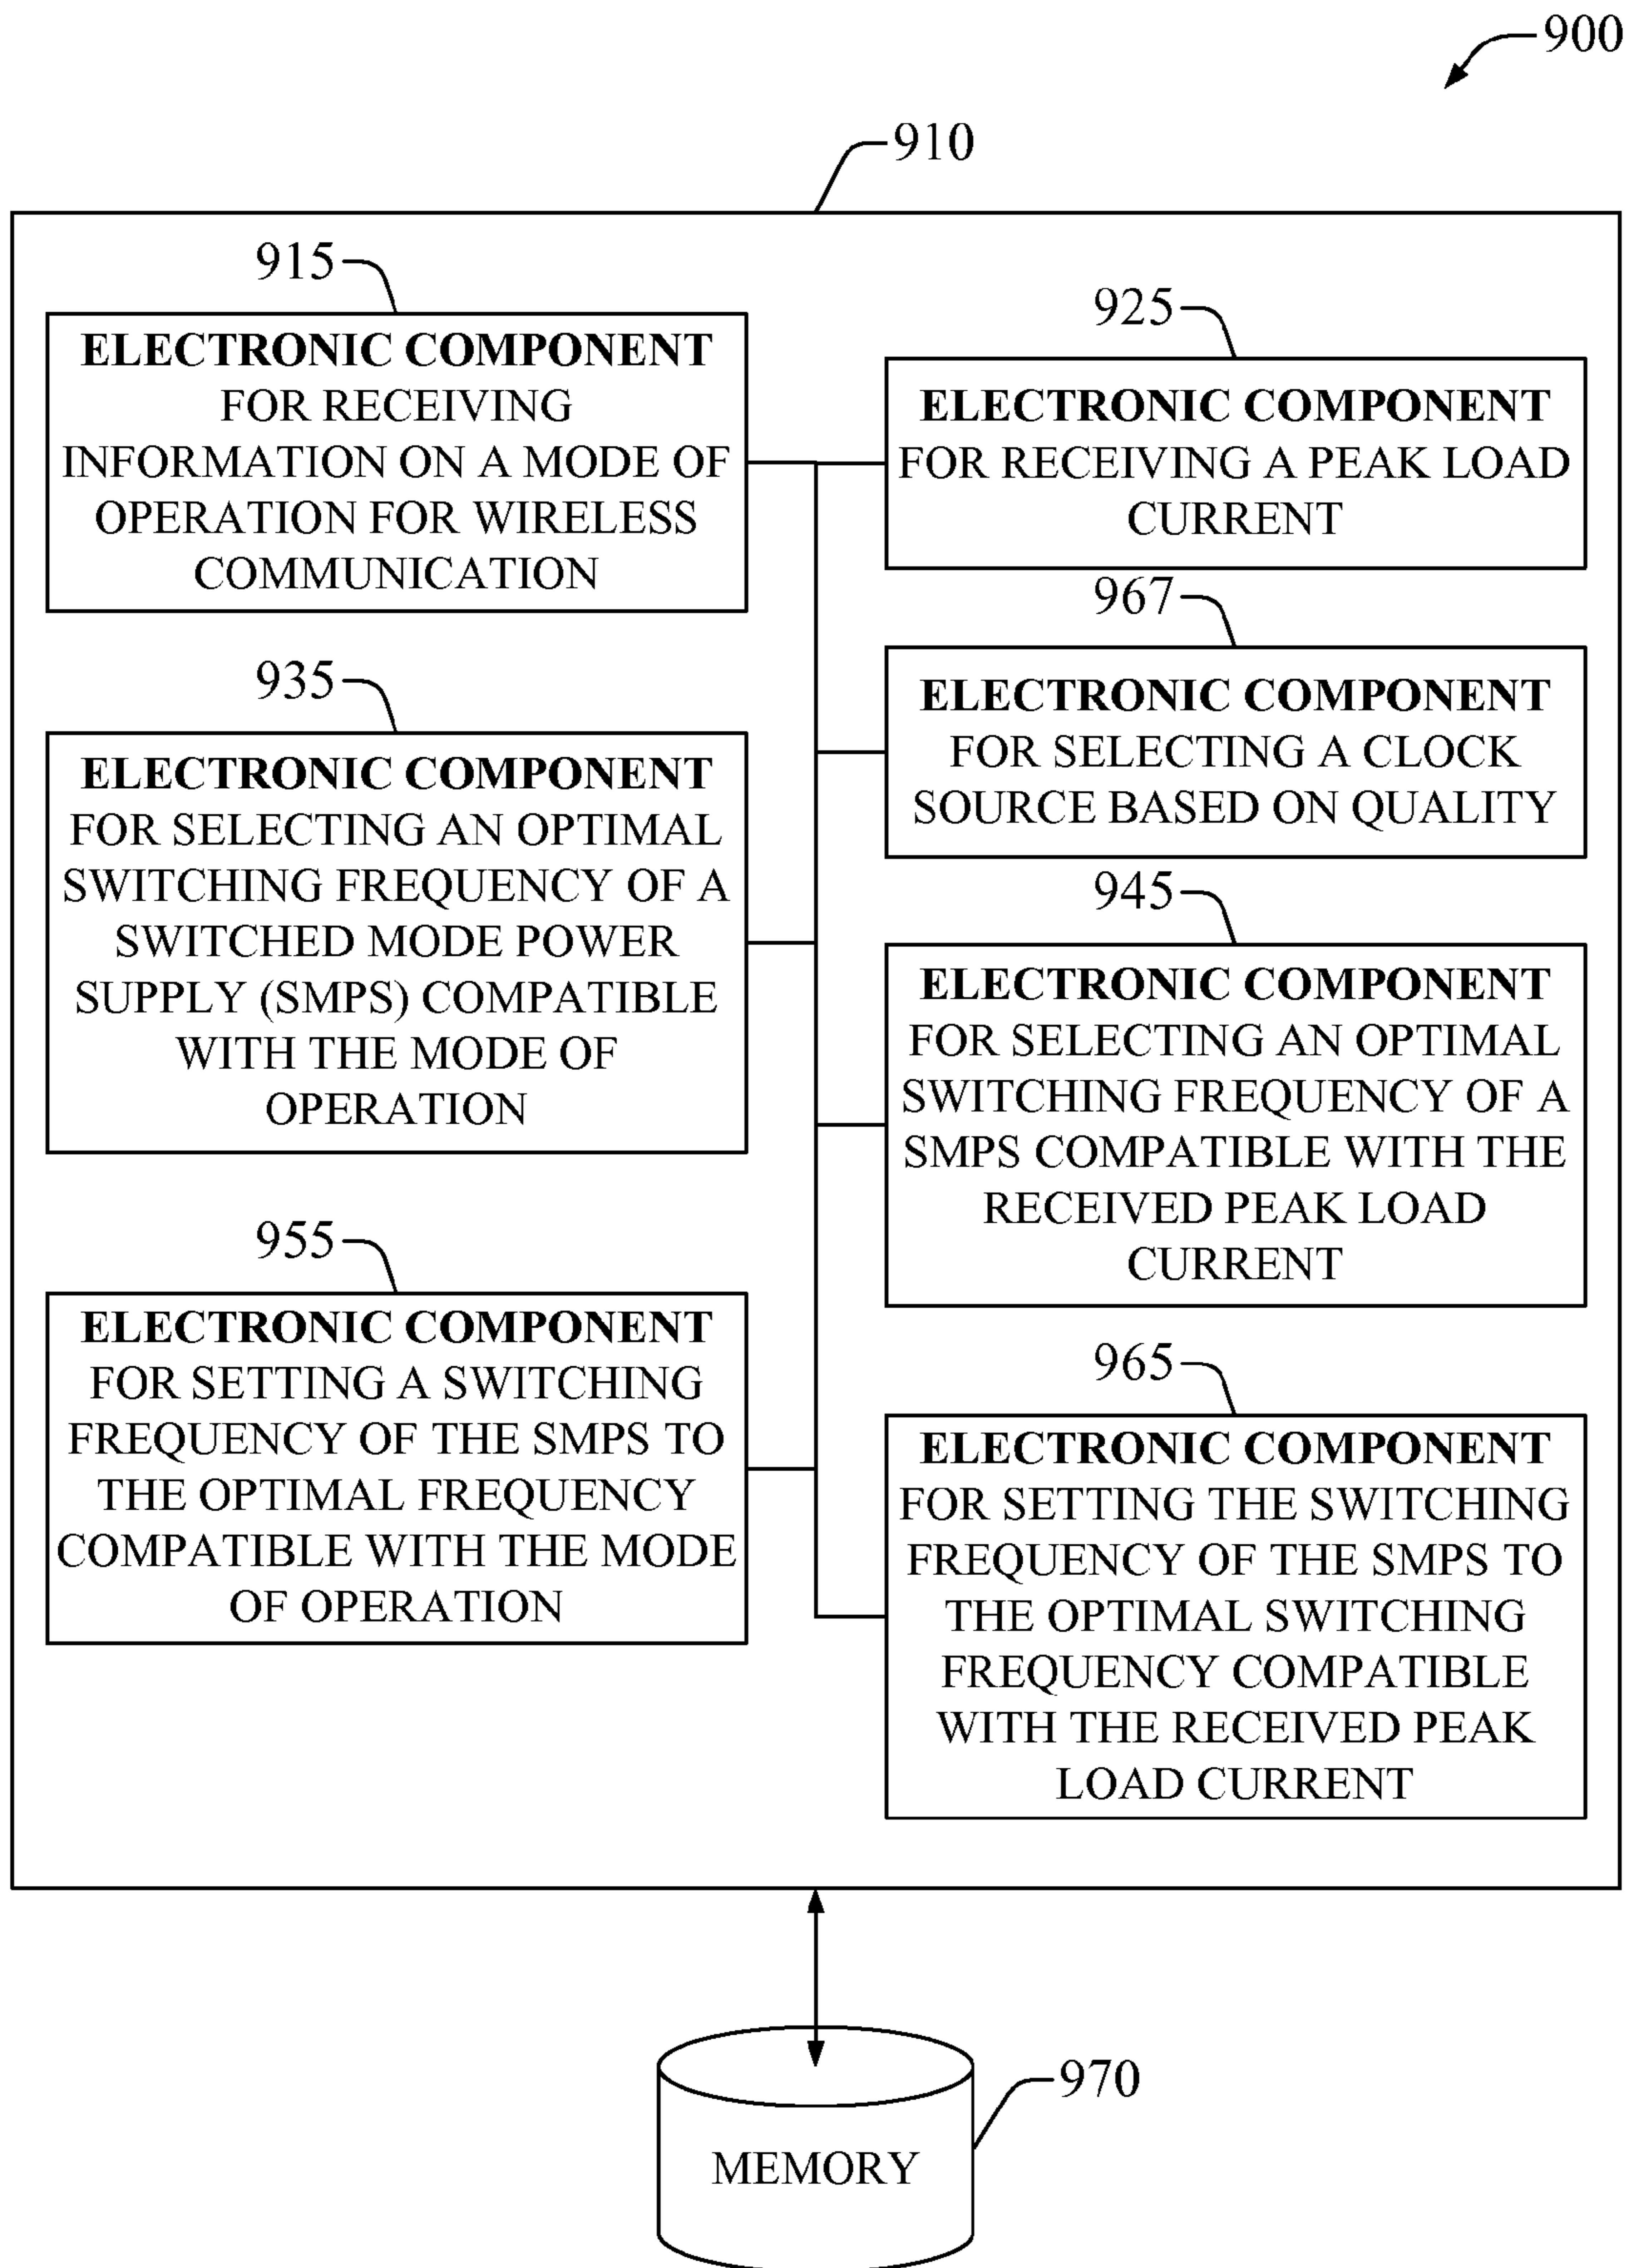 900
910
915
ELECTRONIC COMPONENT
FOR RECEIVING
INFORMATION ON A MODE OF
OPERATION FOR WIRELESS
COMMUNICATION
925
ELECTRONIC COMPONENT
FOR RECEIVING A PEAK LOAD
CURRENT
967
ELECTRONIC COMPONENT
FOR SELECTING A CLOCK
SOURCE BASED ON QUALITY
935
ELECTRONIC COMPONENT
FOR SELECTING AN OPTIMAL
SWITCHING FREQUENCY OF A
SWITCHED MODE POWER
SUPPLY (SMPS) COMPATIBLE
WITH THE MODE OF
OPERATION
945
ELECTRONIC COMPONENT
FOR SELECTING AN OPTIMAL
SWITCHING FREQUENCY OF A
SMPS COMPATIBLE WITH THE
RECEIVED PEAK LOAD
CURRENT
955
ELECTRONIC COMPONENT
FOR SETTING A SWITCHING
FREQUENCY OF THE SMPS TO
THE OPTIMAL FREQUENCY
COMPATIBLE WITH THE MODE
OF OPERATION
965
ELECTRONIC COMPONENT
FOR SETTING THE SWITCHING
FREQUENCY OF THE SMPS TO
THE OPTIMAL SWITCHING
FREQUENCY COMPATIBLE
WITH THE RECEIVED PEAK
LOAD CURRENT
970
MEMORY